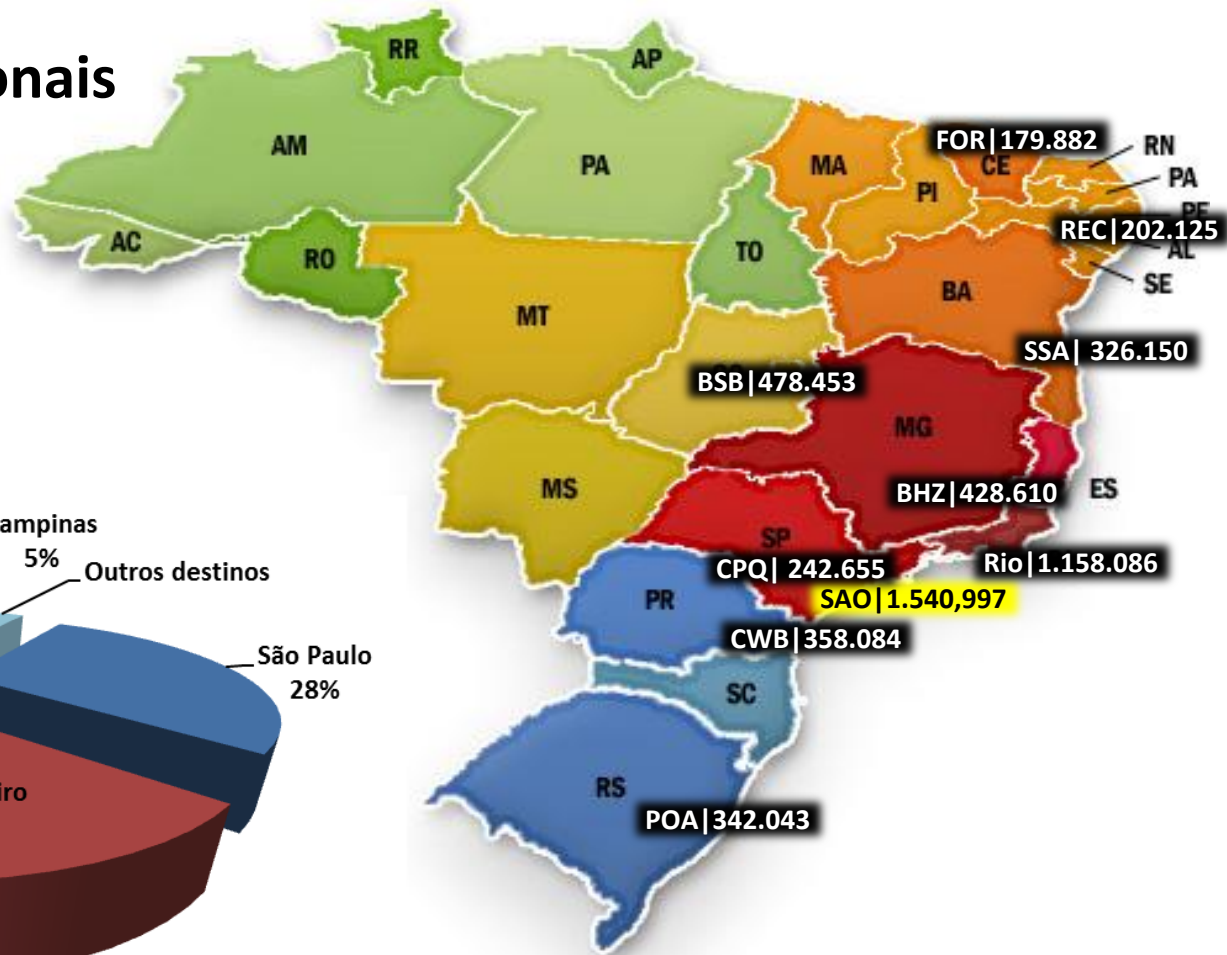 onais
RR
AP
AM
PA
MA
FOR|179.882
CE
RN
PI
PA
PE
REC|202.125
AL
AC
RO
TO
SE
BA
MT
SSA| 326.150
BSB|478.453
MG
MS
BHZ|428.610
ES
ampinas
5%
Outros destinos
SP
Rio|1.158.086
CPQ| 242.655
SAO|1.540,997
PR
CWB|358.084
São Paulo
28%
SC
iro
RS
POA|342.043